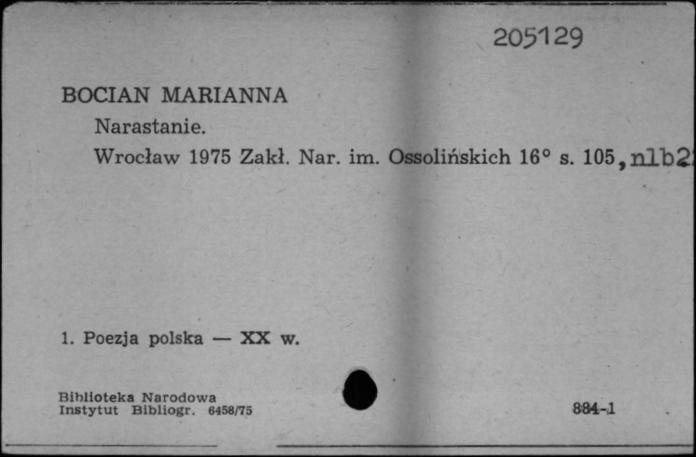 205129
BOCIAN MARIANNA
Narastanie.
Wrocław 1975 Zakł. Nar. im. Ossolińskich 16° s. 105, nlb2
1. Poezja polska — XX w.
Biblioteka Narodowa
Instytut Bibliogr. 6458/75
884-1